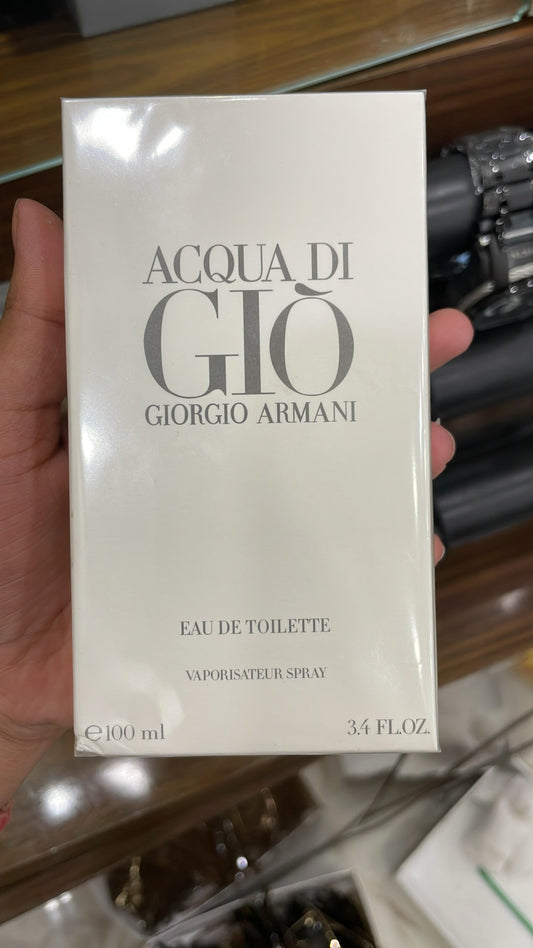 ACQUA DI
GIÒ
GIORGIO ARMANI
EAU DE TOILETTE
VAPORISATEUR SPRAY
℮100 ml
3.4 FL.OZ.